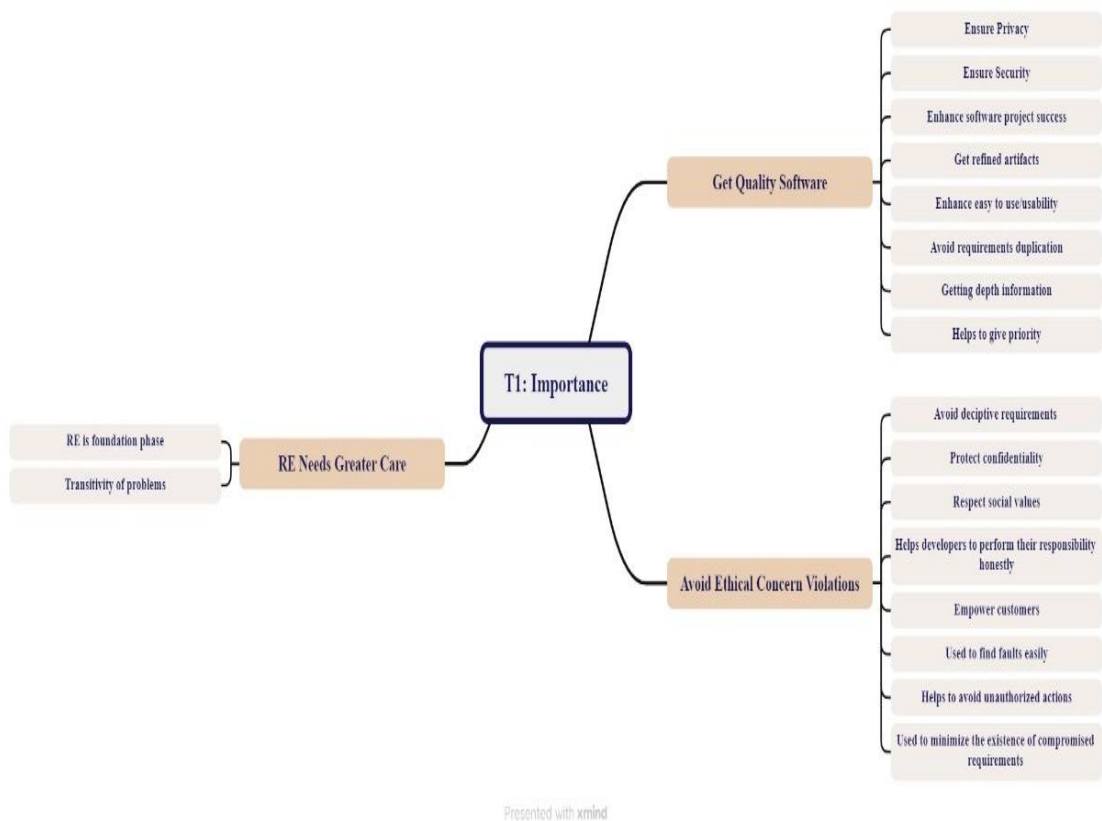 Ensure Privacy
Ensure Security
Enhance software project success
Get refined artifacts
Get Quality Software
Enhance easy to use/usability
Avoid requirements duplication
Getting depth information
Helps to give priority
T1: Importance
RE is foundation phase
Transitivity of problems
RE Needs Greater Care
Avoid deciptive requirements
Protect confidentiality
Respect social values
Helps developers to perform their responsibility
honestly
Avoid Ethical Concern Violations
Empower customers
Used to find faults easily
Helps to avoid unauthorized actions
Used to minimize the existence of compromised
requirements
Presented with xmind